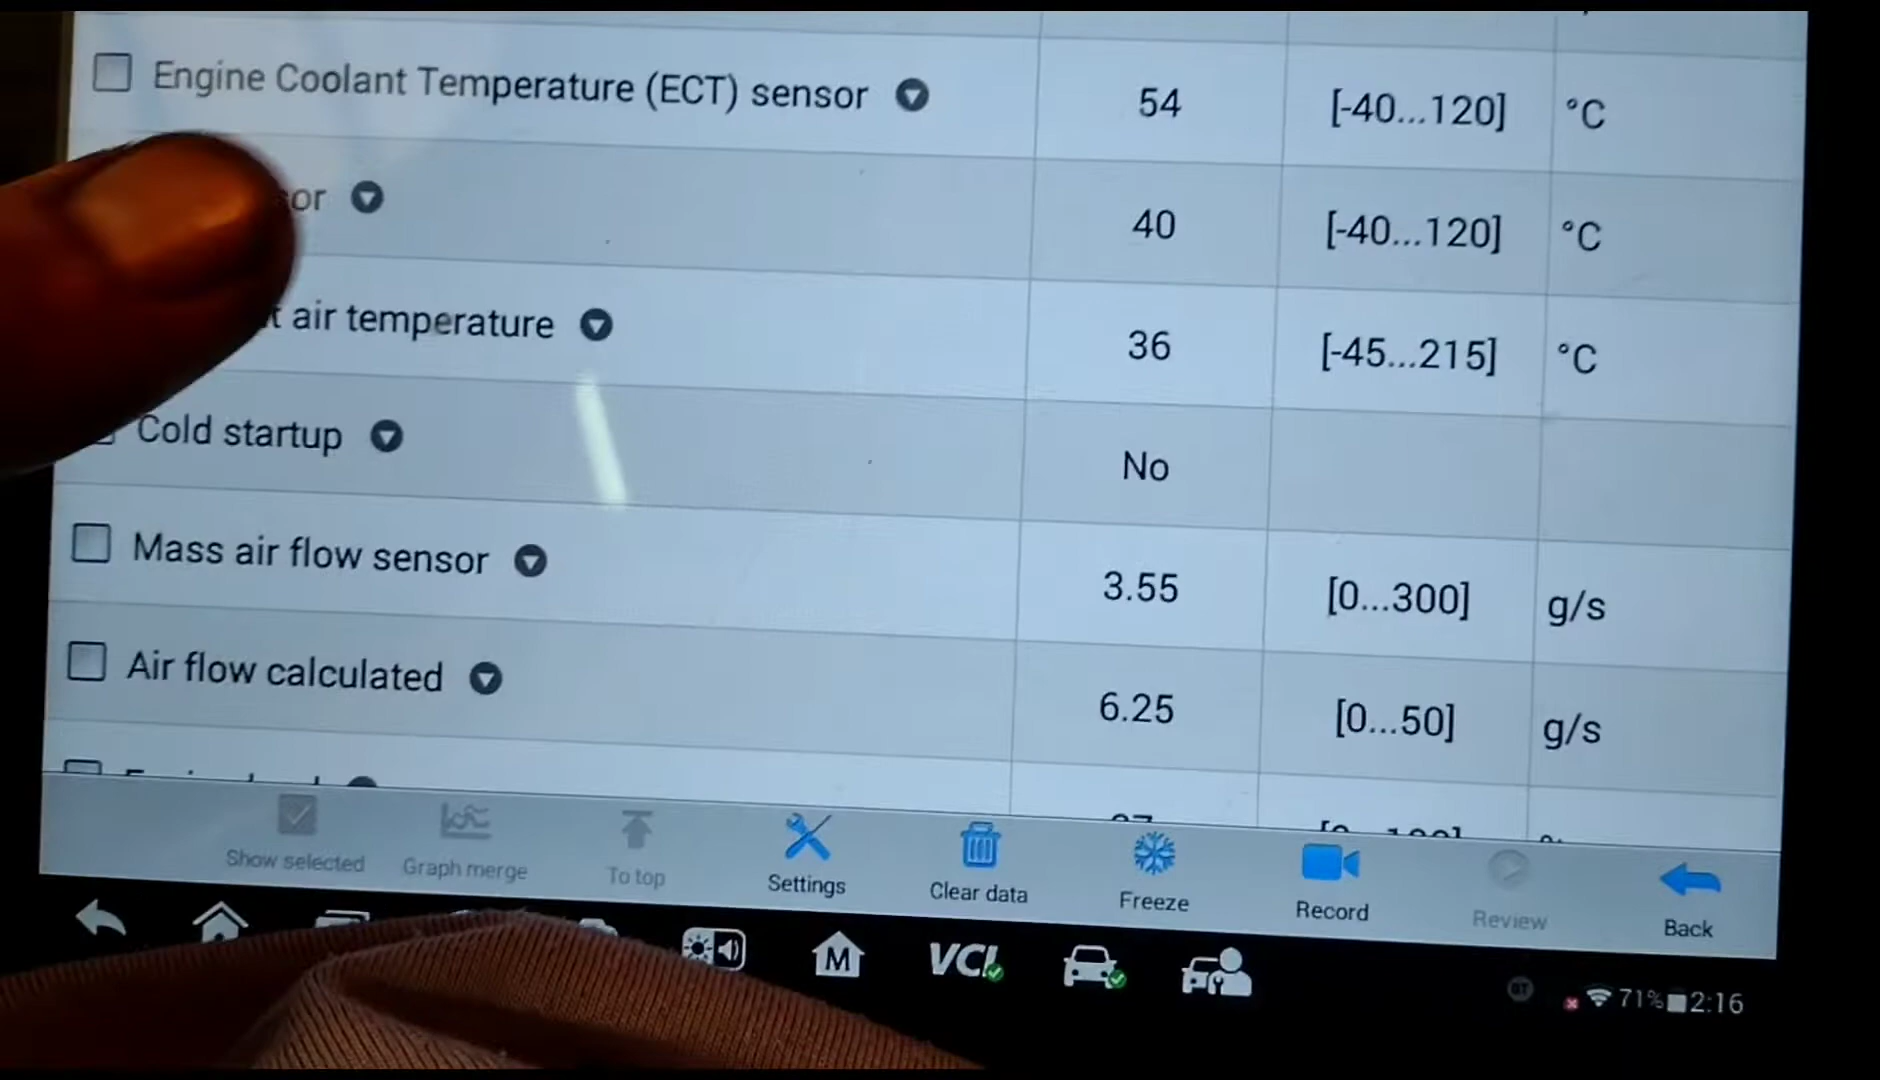 Engine Coolant Temperature (ECT) sensor 54 [-40...120] °C
40 [-40...120] °C
air temperature 36 [-45...215] °C
Cold startup No
Mass air flow sensor 3.55 [0...300] g/s
Air flow calculated 6.25 [0...50] g/s
Show selected Graph merge To top Settings Clear data Freeze Record Review Back
M VCI
71% 2:16